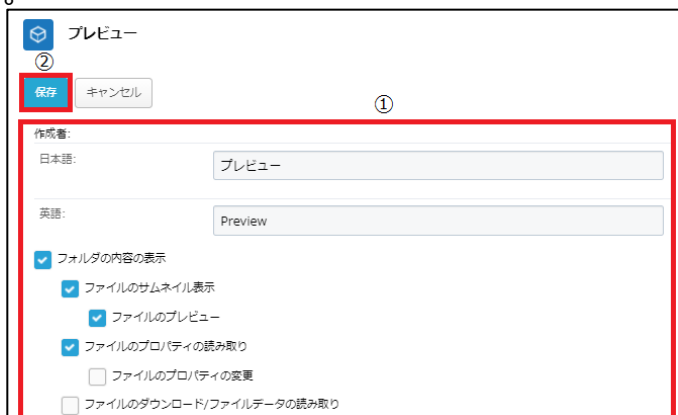 プレビュー
②
保存 キャンセル
①
作成者:
日本語: プレビュー
英語: Preview
フォルダの内容の表示
ファイルのサムネイル表示
ファイルのプレビュー
ファイルのプロパティの読み取り
ファイルのプロパティの変更
ファイルのダウンロード/ファイルデータの読み取り